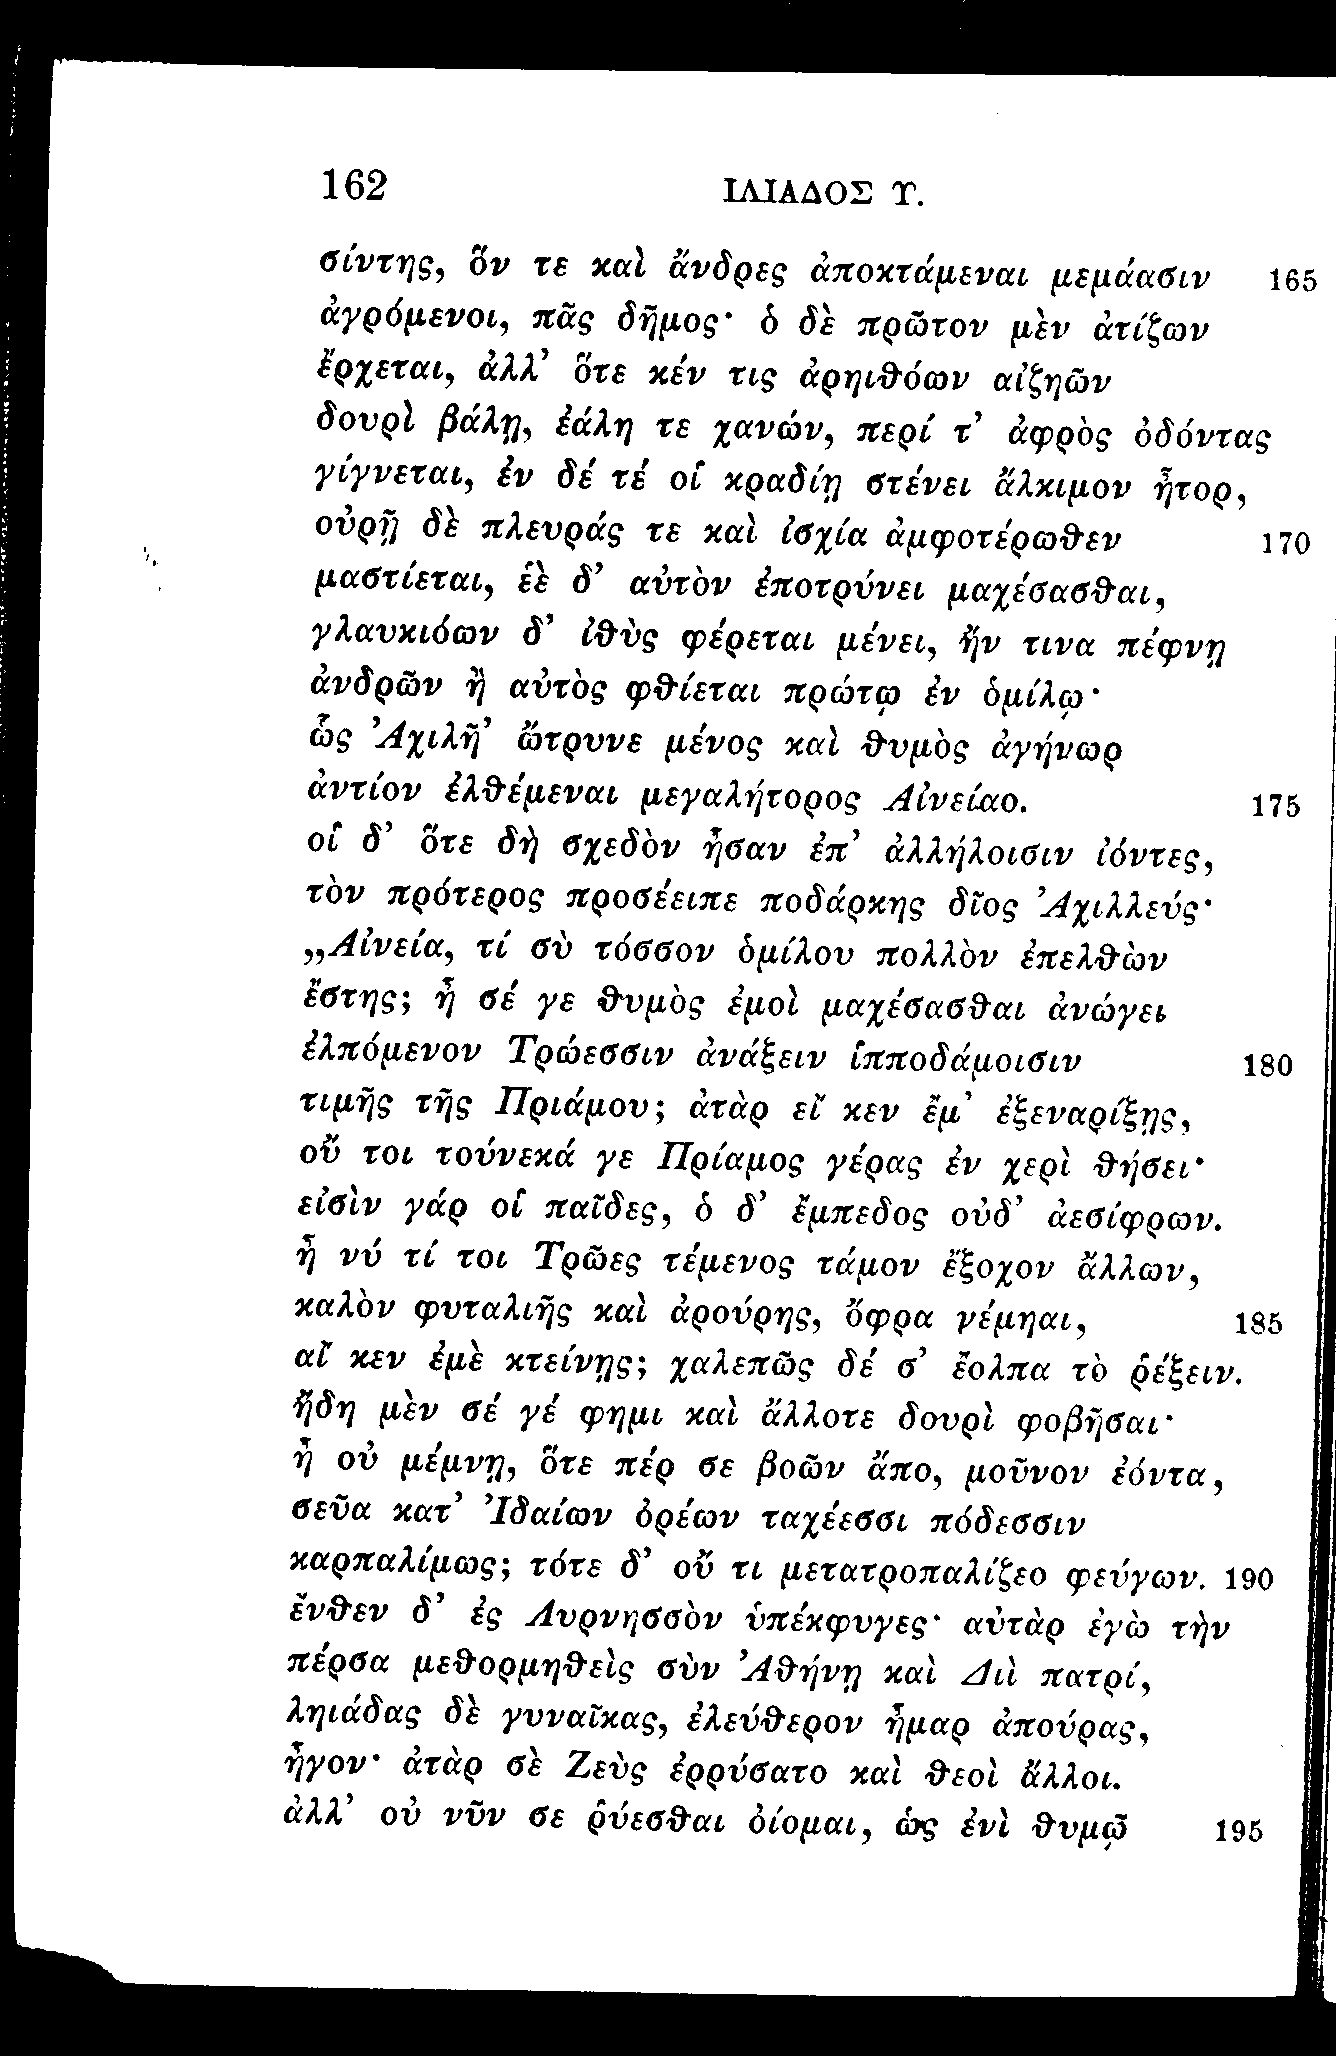 162 ΙΛΙΑΔΟΣ Υ.
σίντης, ὅν τε καὶ ἄνδρες ἀποκτάμεναι μεμάασιν 165
ἀγρόμενοι, πᾶς δῆμος· ὁ δὲ πρῶτον μὲν ἀτίζων
ἔρχεται, ἀλλ’ ὅτε κέν τις ἀρηιθόων αἰζηῶν
δουρὶ βάλῃ, ἐάλη τε χανών, περί τ’ ἀφρὸς ὀδόντας
γίγνεται, ἐν δέ τέ οἱ κραδίῃ στένει ἄλκιμον ἦτορ,
οὐρῇ δὲ πλευράς τε καὶ ἰσχία ἀμφοτέρωθεν 170
μαστίεται, ἑὲ δ’ αὐτὸν ἐποτρύνει μαχέσασθαι,
γλαυκιόων δ’ ἰθὺς φέρεται μένει, ἤν τινα πέφνῃ
ἀνδρῶν ἢ αὐτὸς φθίεται πρώτῳ ἐν ὁμίλῳ·
ὣς Ἀχιλῆ’ ὤτρυνε μένος καὶ θυμὸς ἀγήνωρ
ἀντίον ἐλθέμεναι μεγαλήτορος Αἰνείαο. 175
οἱ δ’ ὅτε δὴ σχεδὸν ἦσαν ἐπ’ ἀλλήλοισιν ἰόντες,
τὸν πρότερος προσέειπε ποδάρκης δῖος Ἀχιλλεύς·
„Αἰνεία, τί σὺ τόσσον ὁμίλου πολλὸν ἐπελθὼν
ἔστης; ἦ σέ γε θυμὸς ἐμοὶ μαχέσασθαι ἀνώγει
ἐλπόμενον Τρώεσσιν ἀνάξειν ἱπποδάμοισιν 180
τιμῆς τῆς Πριάμου; ἀτὰρ εἴ κεν ἔμ’ ἐξεναρίξῃς,
οὔ τοι τούνεκά γε Πρίαμος γέρας ἐν χερὶ θήσει·
εἰσὶν γάρ οἱ παῖδες, ὁ δ’ ἔμπεδος οὐδ’ ἀεσίφρων.
ἦ νύ τί τοι Τρῶες τέμενος τάμον ἔξοχον ἄλλων,
καλὸν φυταλιῆς καὶ ἀρούρης, ὄφρα νέμηαι, 185
αἴ κεν ἐμὲ κτείνῃς; χαλεπῶς δέ σ’ ἔολπα τὸ ῥέξειν.
ἤδη μὲν σέ γέ φημι καὶ ἄλλοτε δουρὶ φοβῆσαι·
ἦ οὐ μέμνῃ, ὅτε πέρ σε βοῶν ἄπο, μοῦνον ἐόντα,
σεῦα κατ’ Ἰδαίων ὀρέων ταχέεσσι πόδεσσιν
καρπαλίμως; τότε δ’ οὔ τι μετατροπαλίζεο φεύγων. 190
ἔνθεν δ’ ἐς Λυρνησσὸν ὑπέκφυγες· αὐτὰρ ἐγὼ τὴν
πέρσα μεθορμηθεὶς σὺν Ἀθήνῃ καὶ Διὶ πατρί,
ληιάδας δὲ γυναῖκας, ἐλεύθερον ἦμαρ ἀπούρας,
ἦγον· ἀτὰρ σὲ Ζεὺς ἐρρύσατο καὶ θεοὶ ἄλλοι.
ἀλλ’ οὐ νῦν σε ῥύεσθαι ὀίομαι, ὡς ἐνὶ θυμῷ 195